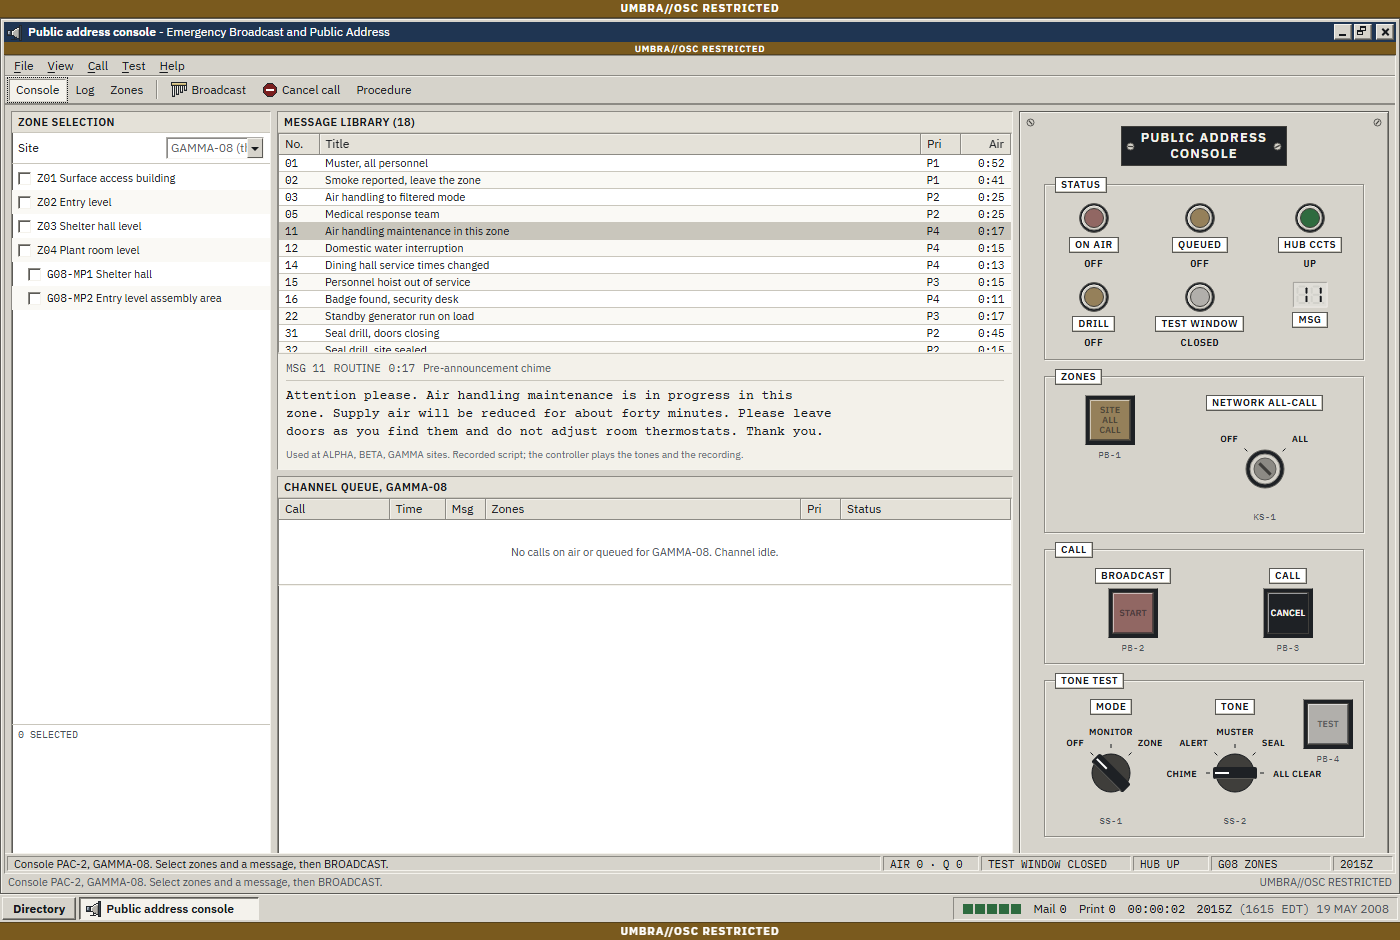 UMBRA//OSC RESTRICTED
Public address console - Emergency Broadcast and Public Address
UMBRA//OSC RESTRICTED
File View Call Test Help
Console Log Zones Broadcast Cancel call Procedure
ZONE SELECTION
Site GAMMA-08
Z01 Surface access building
Z02 Entry level
Z03 Shelter hall level
Z04 Plant room level
G08-MP1 Shelter hall
G08-MP2 Entry level assembly area
0 SELECTED
MESSAGE LIBRARY (18)
No. Title Pri Air
01 Muster, all personnel P1 0:52
02 Smoke reported, leave the zone P1 0:41
03 Air handling to filtered mode P2 0:25
05 Medical response team P2 0:25
11 Air handling maintenance in this zone P4 0:17
12 Domestic water interruption P4 0:15
14 Dining hall service times changed P4 0:13
15 Personnel hoist out of service P3 0:15
16 Badge found, security desk P4 0:11
22 Standby generator run on load P3 0:17
31 Seal drill, doors closing P2 0:45
32 Seal drill, site sealed P2 0:15
MSG 11 ROUTINE 0:17 Pre-announcement chime
Attention please. Air handling maintenance is in progress in this
zone. Supply air will be reduced for about forty minutes. Please leave
doors as you find them and do not adjust room thermostats. Thank you.
Used at ALPHA, BETA, GAMMA sites. Recorded script; the controller plays the tones and the recording.
CHANNEL QUEUE, GAMMA-08
Call Time Msg Zones Pri Status
No calls on air or queued for GAMMA-08. Channel idle.
PUBLIC ADDRESS
CONSOLE
STATUS
ON AIR QUEUED HUB CCTS
OFF OFF UP
11
DRILL TEST WINDOW MSG
OFF CLOSED
ZONES
SITE
ALL
CALL
PB-1
NETWORK ALL-CALL
OFF ALL
KS-1
CALL
BROADCAST CALL
START CANCEL
PB-2 PB-3
TONE TEST
MODE TONE
TEST
PB-4
MONITOR MUSTER
OFF ZONE ALERT SEAL
CHIME ALL CLEAR
SS-1 SS-2
Console PAC-2, GAMMA-08. Select zones and a message, then BROADCAST. AIR 0 · Q 0 TEST WINDOW CLOSED HUB UP G08 ZONES 2015Z
Console PAC-2, GAMMA-08. Select zones and a message, then BROADCAST. UMBRA//OSC RESTRICTED
Directory Public address console Mail 0 Print 0 00:00:02 2015Z (1615 EDT) 19 MAY 2008
UMBRA//OSC RESTRICTED